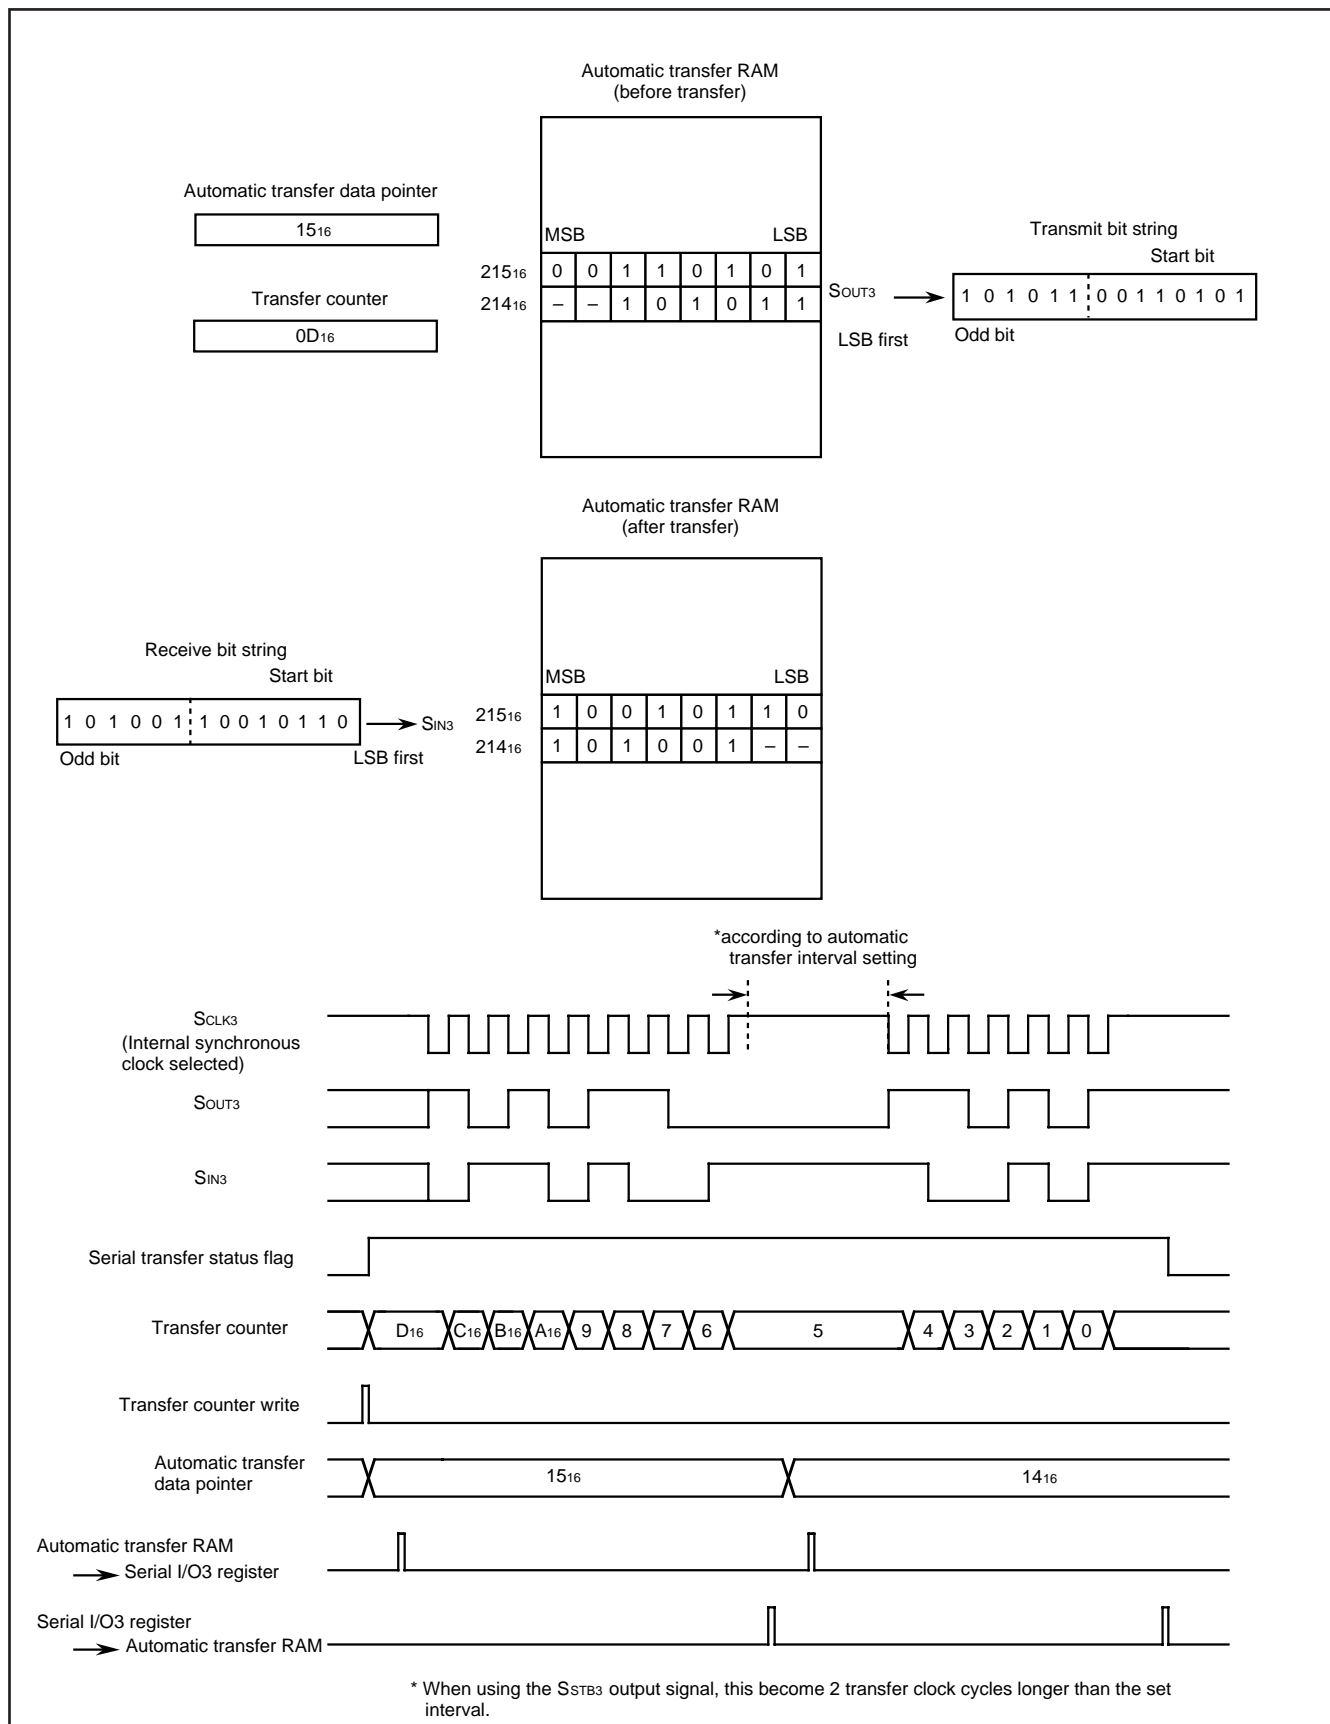 Automatic transfer RAM
(before transfer)
Automatic transfer data pointer
15₁₆
Transfer counter
0D₁₆
MSB LSB
215₁₆ 0 0 1 1 0 1 0 1
214₁₆ – – 1 0 1 0 1 1
SOUT3
LSB first
Transmit bit string
Start bit
1 0 1 0 1 1 0 0 1 1 0 1 0 1
Odd bit
Automatic transfer RAM
(after transfer)
Receive bit string
Start bit
1 0 1 0 0 1 1 0 0 1 0 1 1 0
Odd bit
LSB first
SIN3
MSB LSB
215₁₆ 1 0 0 1 0 1 1 0
214₁₆ 1 0 1 0 0 1 – –
*according to automatic
transfer interval setting
SCLK3
(Internal synchronous
clock selected)
SOUT3
SIN3
Serial transfer status flag
Transfer counter D₁₆ C₁₆ B₁₆ A₁₆ 9 8 7 6 5 4 3 2 1 0
Transfer counter write
Automatic transfer
data pointer
15₁₆ 14₁₆
Automatic transfer RAM
Serial I/O3 register
Serial I/O3 register
Automatic transfer RAM
* When using the SSTB3 output signal, this become 2 transfer clock cycles longer than the set
interval.